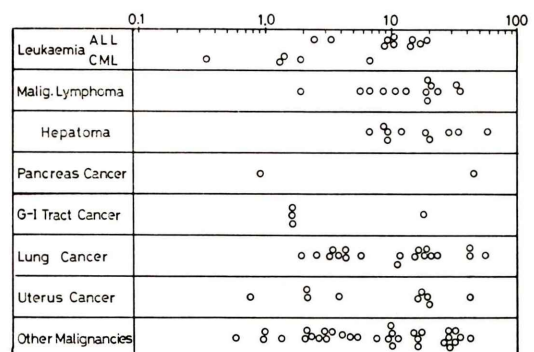 0.1 1.0 10 100
Leukaemia ALL
CML
Malig. Lymphoma
Hepatoma
Pancreas Cancer
G-I Tract Cancer
Lung Cancer
Uterus Cancer
Other Malignancies